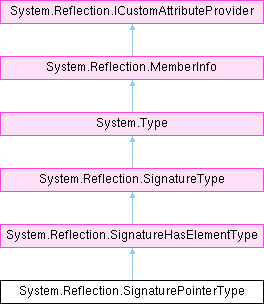 System.Reflection.ICustomAttributeProvider
System.Reflection.MemberInfo
System.Type
System.Reflection.SignatureType
System.Reflection.SignatureHasElementType
System.Reflection.SignaturePointerType